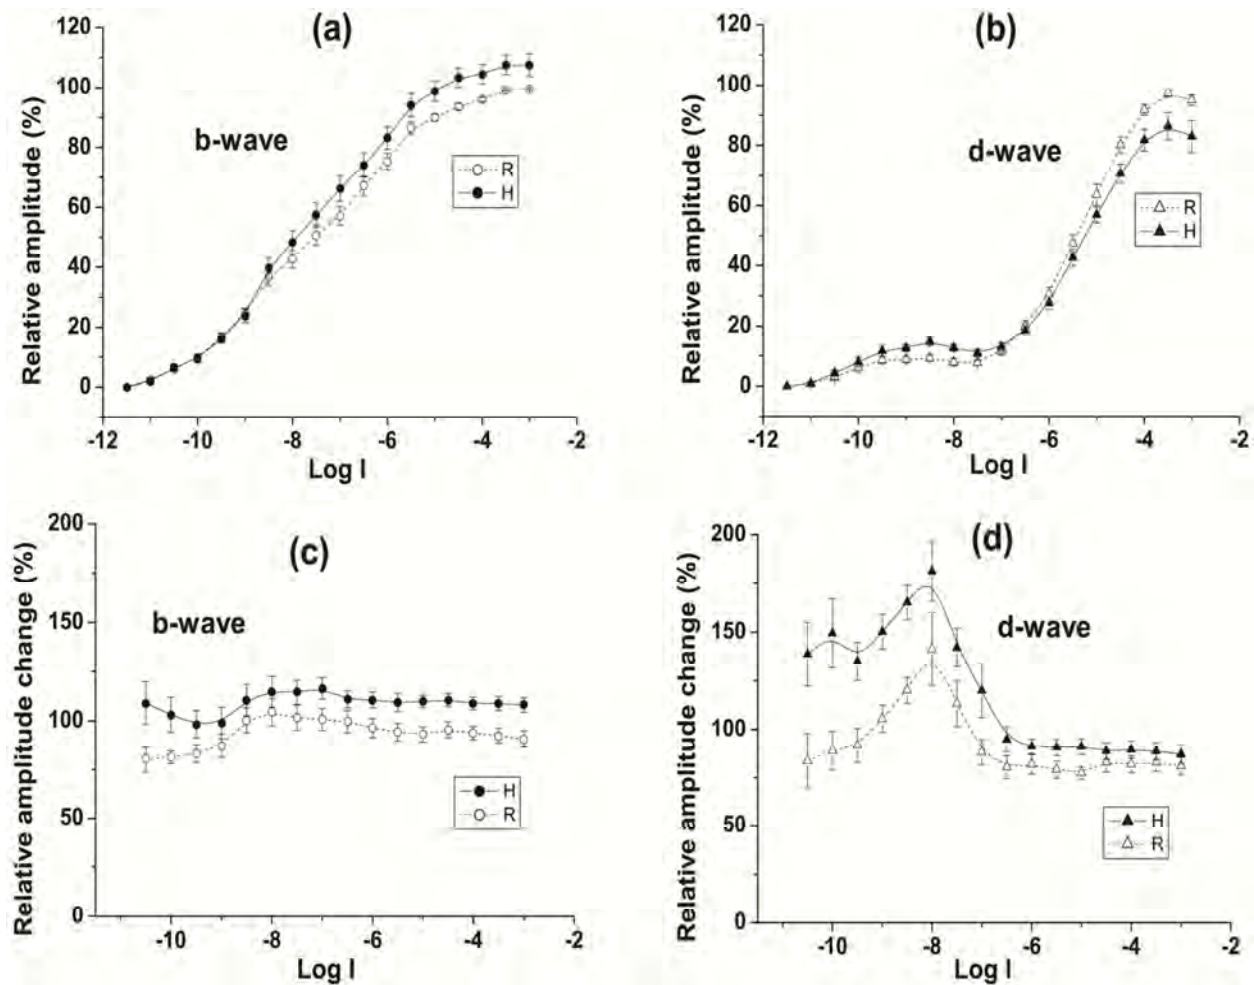 (a)
120
100
80
60
40
20
0
Relative amplitude (%)
b-wave
R
H
-12 -10 -8 -6 -4 -2
Log I
(b)
120
100
80
60
40
20
0
Relative amplitude (%)
d-wave
R
H
-12 -10 -8 -6 -4 -2
Log I
(c)
200
150
100
50
0
Relative amplitude change (%)
b-wave
H
R
-10 -8 -6 -4 -2
Log I
(d)
200
150
100
50
0
Relative amplitude change (%)
d-wave
H
R
-10 -8 -6 -4 -2
Log I